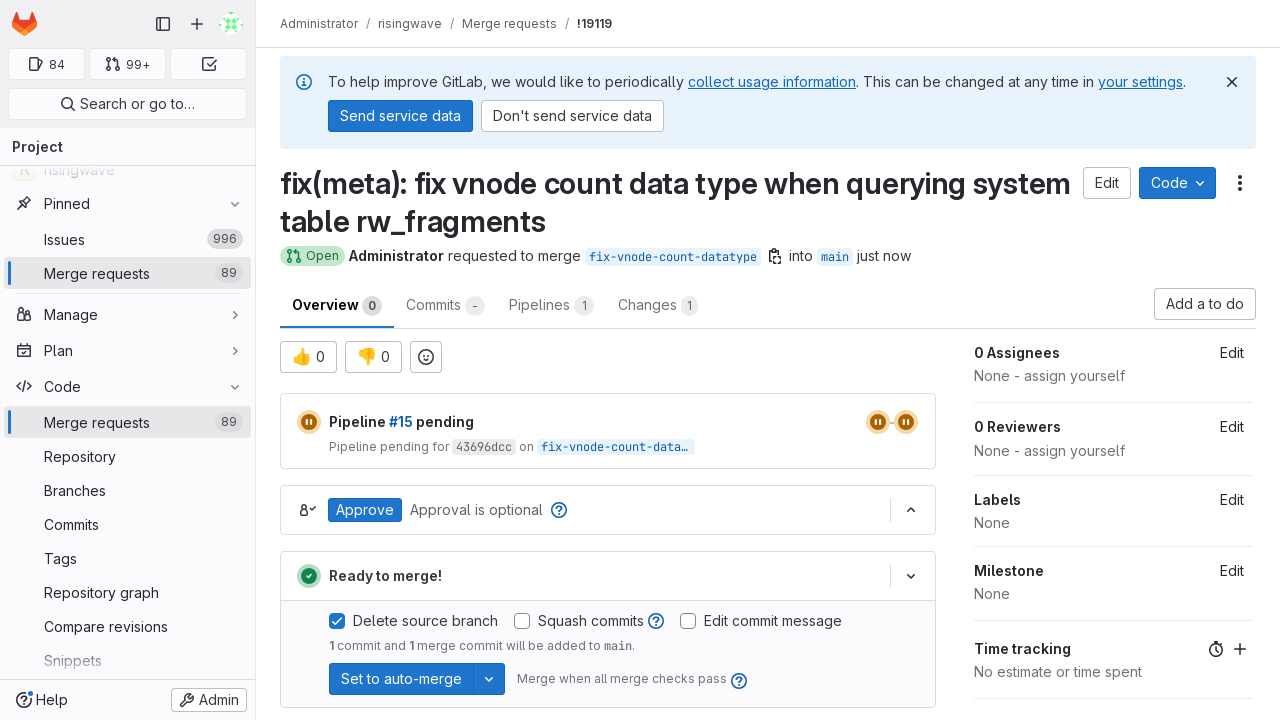 Administrator / risingwave / Merge requests / !19119
84
99+
Search or go to…
Project
R risingwave
Pinned
Issues 996
Merge requests 89
Manage
Plan
Code
Merge requests 89
Repository
Branches
Commits
Tags
Repository graph
Compare revisions
Snippets
Help
Admin
To help improve GitLab, we would like to periodically collect usage information. This can be changed at any time in your settings.
Send service data
Don't send service data
fix(meta): fix vnode count data type when querying system
table rw_fragments
Edit
Code
Open Administrator requested to merge fix-vnode-count-datatype into main just now
Overview 0
Commits -
Pipelines 1
Changes 1
Add a to do
👍 0
👎 0
Pipeline #15 pending
Pipeline pending for 43696dcc on fix-vnode-count-data…
Approve
Approval is optional
Ready to merge!
Delete source branch
Squash commits
Edit commit message
1 commit and 1 merge commit will be added to main.
Set to auto-merge
Merge when all merge checks pass
0 Assignees Edit
None - assign yourself
0 Reviewers Edit
None - assign yourself
Labels Edit
None
Milestone Edit
None
Time tracking
No estimate or time spent